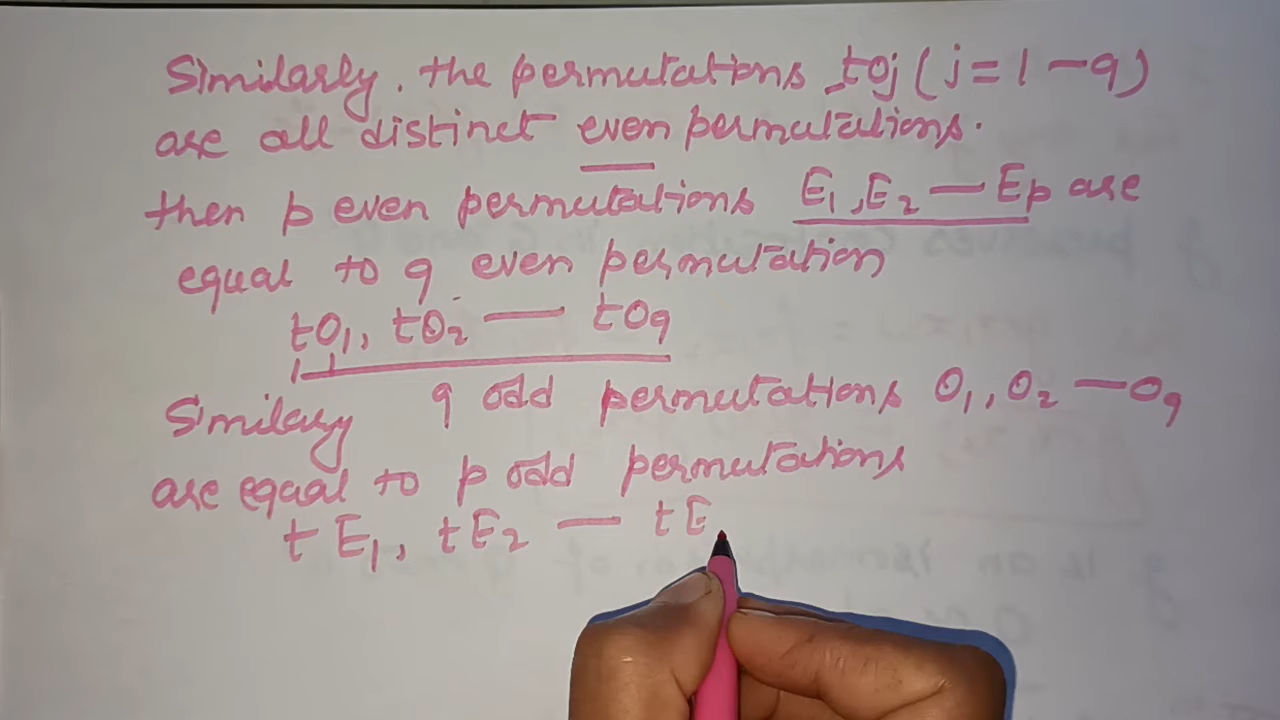 Similarly. the permutations tOj (j=1-q)
are all distinct even permutations.
then p even permutations E1, E2 — Ep are
equal to q even permutation
tO1, tO2 — tOq
Similary q odd permutations O1, O2 — Oq
are equal to p odd permutations
tE1, tE2 — tE